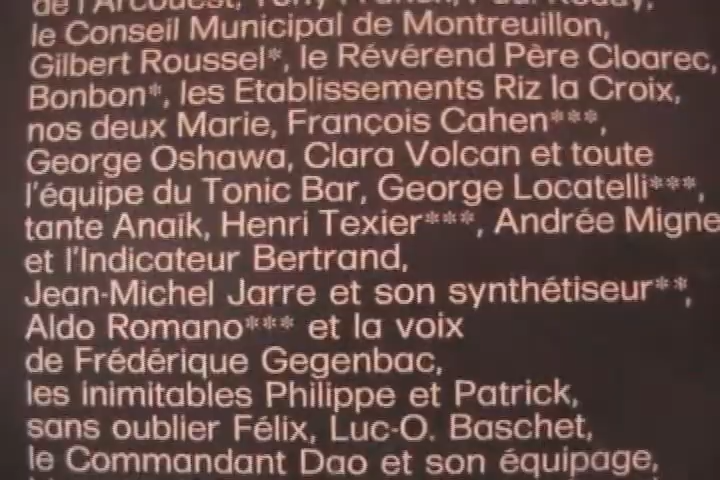 de l'Arcouest, Tony
le Conseil Municipal de Montreuillon,
Gilbert Roussel*, le Révérend Père Cloarec,
Bonbon*, les Etablissements Riz la Croix,
nos deux Marie, François Cahen***,
George Oshawa, Clara Volcan et toute
l'équipe du Tonic Bar, George Locatelli***,
tante Anaïk, Henri Texier***, Andrée Migne
et l'Indicateur Bertrand,
Jean-Michel Jarre et son synthétiseur**,
Aldo Romano*** et la voix
de Frédérique Gegenbac,
les inimitables Philippe et Patrick,
sans oublier Félix, Luc-O. Baschet,
le Commandant Dao et son équipage,